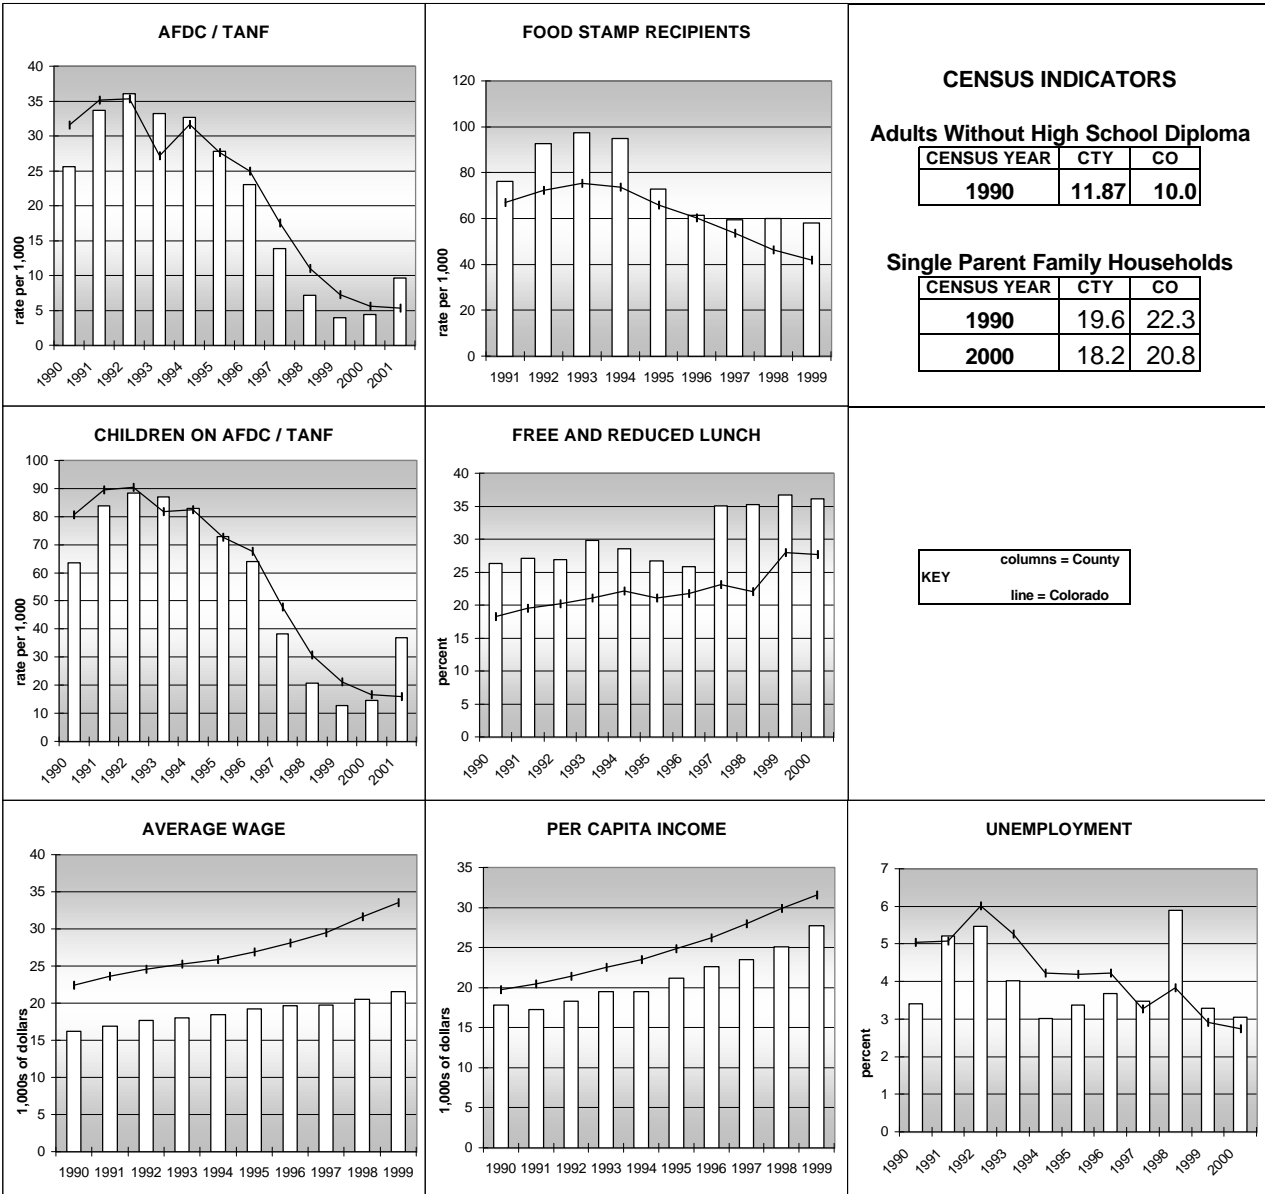 AFDC / TANF
40
35
30
25
20
15
10
5
0
rate per 1,000
1990 1991 1992 1993 1994 1995 1996 1997 1998 1999 2000 2001
FOOD STAMP RECIPIENTS
120
100
80
60
40
20
0
rate per 1,000
1991 1992 1993 1994 1995 1996 1997 1998 1999
CENSUS INDICATORS
Adults Without High School Diploma
CENSUS YEAR CTY CO
1990 11.87 10.0
Single Parent Family Households
CENSUS YEAR CTY CO
1990 19.6 22.3
2000 18.2 20.8
CHILDREN ON AFDC / TANF
100
90
80
70
60
50
40
30
20
10
0
rate per 1,000
1990 1991 1992 1993 1994 1995 1996 1997 1998 1999 2000 2001
FREE AND REDUCED LUNCH
40
35
30
25
20
15
10
5
0
percent
1990 1991 1992 1993 1994 1995 1996 1997 1998 1999 2000
columns = County
KEY
line = Colorado
AVERAGE WAGE
40
35
30
25
20
15
10
5
0
1,000s of dollars
1990 1991 1992 1993 1994 1995 1996 1997 1998 1999
PER CAPITA INCOME
35
30
25
20
15
10
5
0
1,000s of dollars
1990 1991 1992 1993 1994 1995 1996 1997 1998 1999
UNEMPLOYMENT
7
6
5
4
3
2
1
0
percent
1990 1991 1992 1993 1994 1995 1996 1997 1998 1999 2000